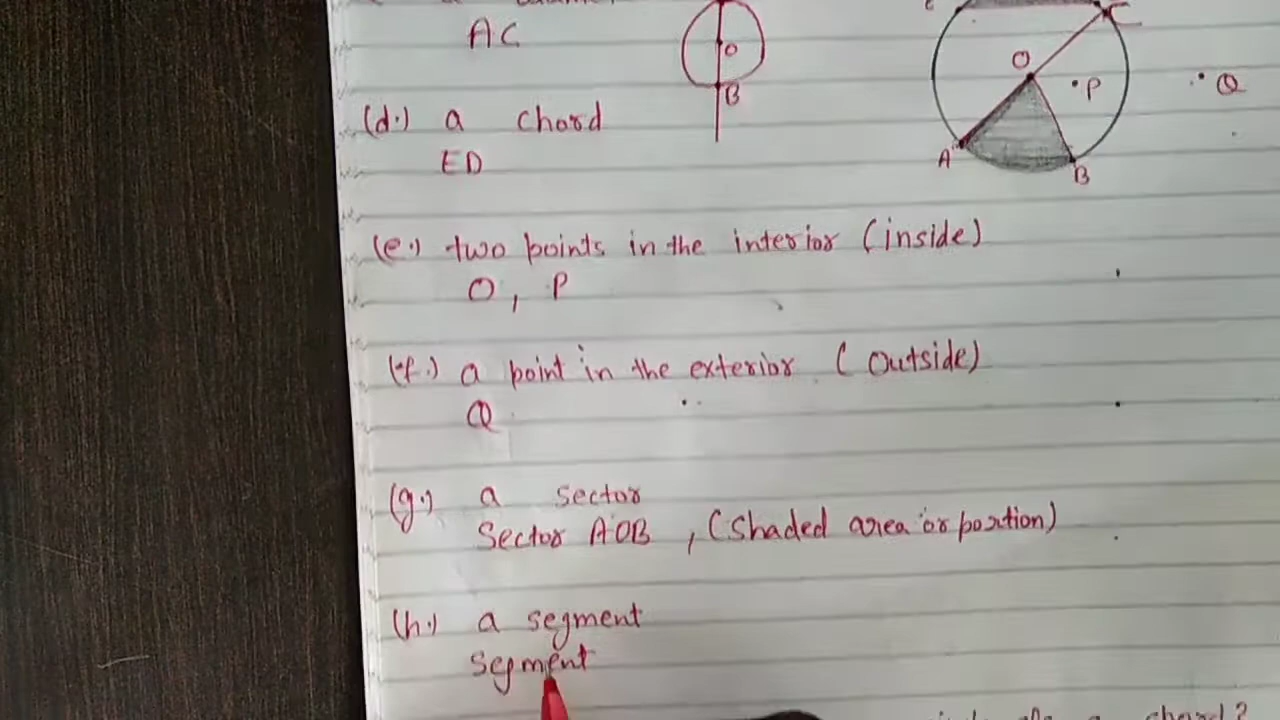 AC
O
B
C
O
P
Q
A
B
(d.) a chord
ED
(e.) two points in the interior (inside)
O, P
(f.) a point in the exterior (outside)
Q
(g.) a sector
Sector AOB, (Shaded area or portion)
(h.) a segment
Segment
chord?